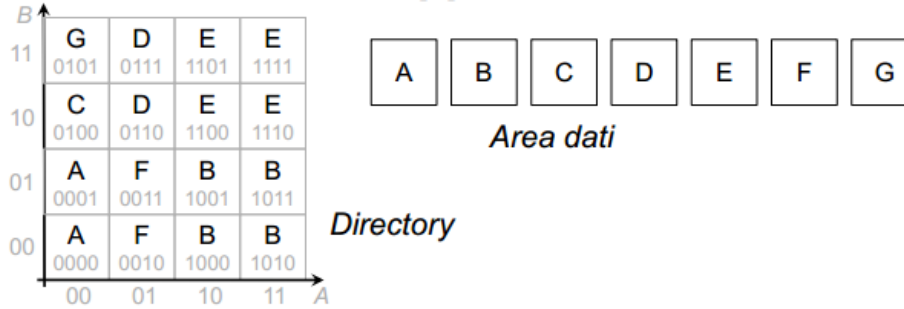 B
11 G D E E
0101 0111 1101 1111
10 C D E E
0100 0110 1100 1110
01 A F B B
0001 0011 1001 1011
00 A F B B
0000 0010 1000 1010
00 01 10 11 A
A B C D E F G
Area dati
Directory